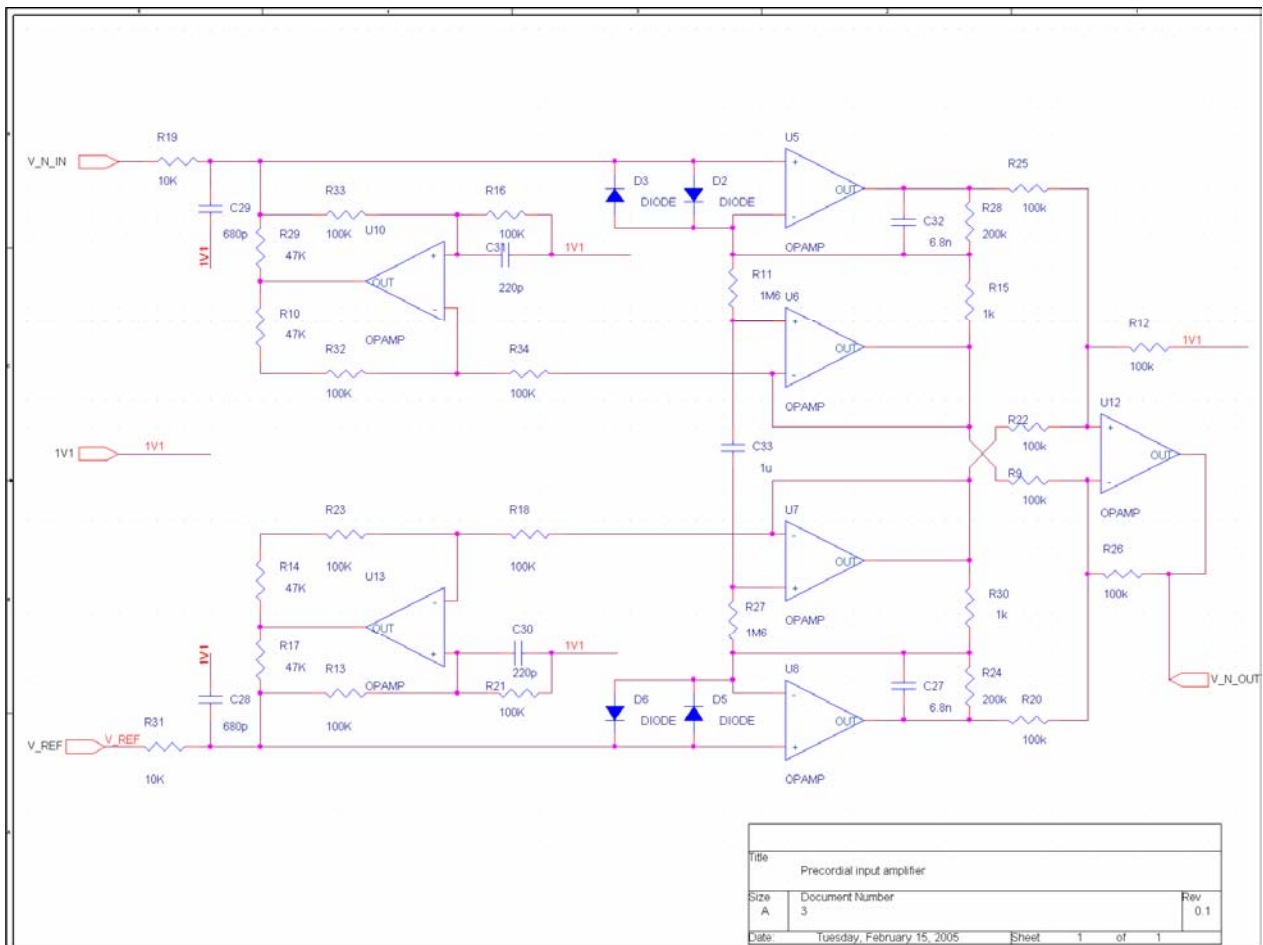 U5
R19
R25
V_N_IN
OUT
10K
D3
D2
R33
R16
DIODE
DIODE
100k
R28
C29
C32
680p
R29
100K
U10
100K
200k
1V1
47K
C31
1V1
OPAMP
6.8n
OUT
R11
R15
220p
1M6
U6
1k
R10
R12
47K
OPAMP
1V1
R32
R34
OUT
100k
100K
100K
OPAMP
U12
R22
1V1
1V1
100k
C33
OUT
1u
R9
100k
R23
R18
U7
OPAMP
R14
100K
U13
100K
R26
47K
OUT
100k
R27
R30
OUT
C30
1V1
1M6
OPAMP
1k
R17
1V1
47K
R13
220p
U8
R24
C28
OPAMP
R21
D6
D5
C27
200k
R20
V_N_OUT
680p
100K
100K
DIODE
DIODE
6.8n
R31
OUT
100k
V_REF
V_REF
10K
OPAMP
Title
Precordial input amplifier
Size
Document Number
Rev
A
3
0.1
Date:
Tuesday, February 15, 2005
Sheet
1
of
1